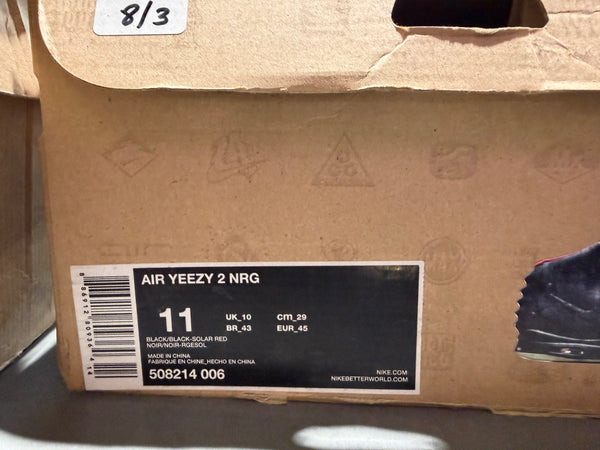 8/3
AIR YEEZY 2 NRG
11
UK_10 cm_29
BR_43 EUR_45
BLACK/BLACK-SOLAR RED
NOIR/NOIR-RGESOL
MADE IN CHINA
FABRIQUÉ EN CHINE_HECHO EN CHINA
508214 006
NIKE.COM
NIKEBETTERWORLD.COM